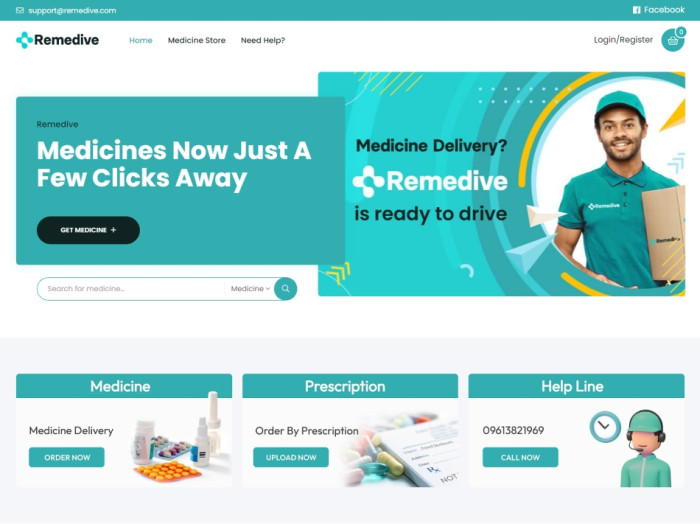 support@remedive.com
Facebook
Remedive
Home
Medicine Store
Need Help?
Login/Register
0
Remedive
Medicines Now Just A
Few Clicks Away
GET MEDICINE +
Search for medicine...
Medicine
Medicine Delivery?
Remedive
is ready to drive
Remedive
Remedive
Medicine
Medicine Delivery
ORDER NOW
Prescription
Order By Prescription
UPLOAD NOW
Rx
NOT
Help Line
09613821969
CALL NOW